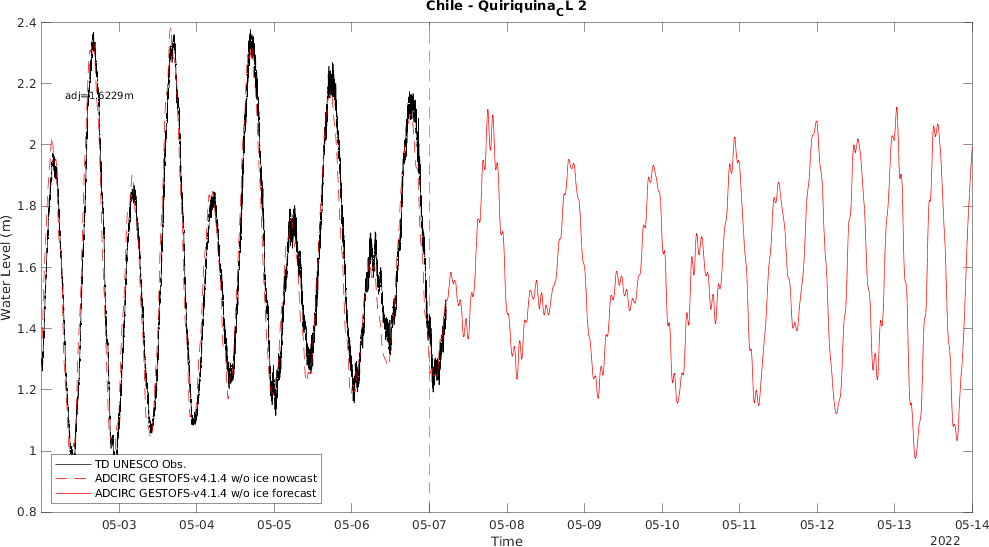 Chile - Quiriquina_CL 2
2.4
2.2
2
1.8
1.6
1.4
1.2
1
0.8
Water Level (m)
adj=1.6229m
TD UNESCO Obs.
ADCIRC GESTOFS-v4.1.4 w/o ice nowcast
ADCIRC GESTOFS-v4.1.4 w/o ice forecast
05-03 05-04 05-05 05-06 05-07 05-08 05-09 05-10 05-11 05-12 05-13 05-14
Time
2022